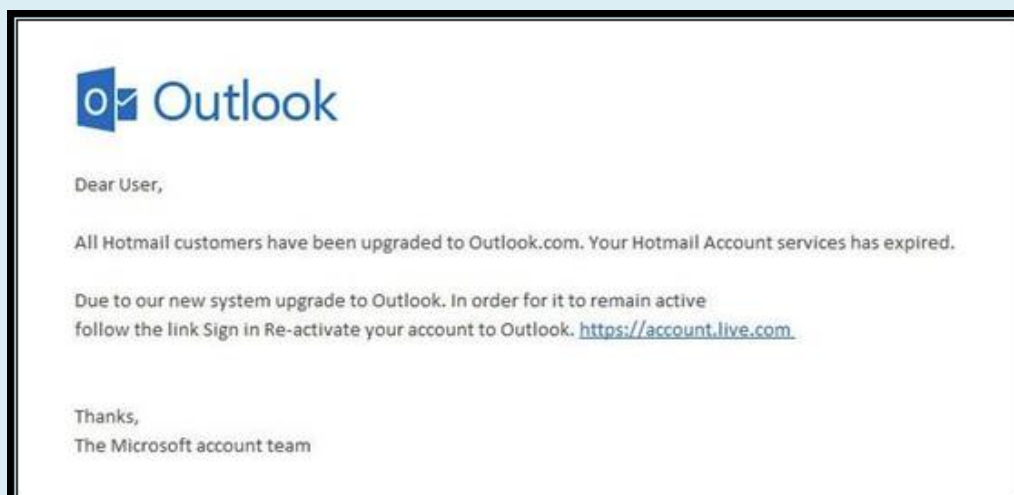 Outlook
Dear User,
All Hotmail customers have been upgraded to Outlook.com. Your Hotmail Account services has expired.
Due to our new system upgrade to Outlook. In order for it to remain active
follow the link Sign in Re-activate your account to Outlook. https://account.live.com
Thanks,
The Microsoft account team